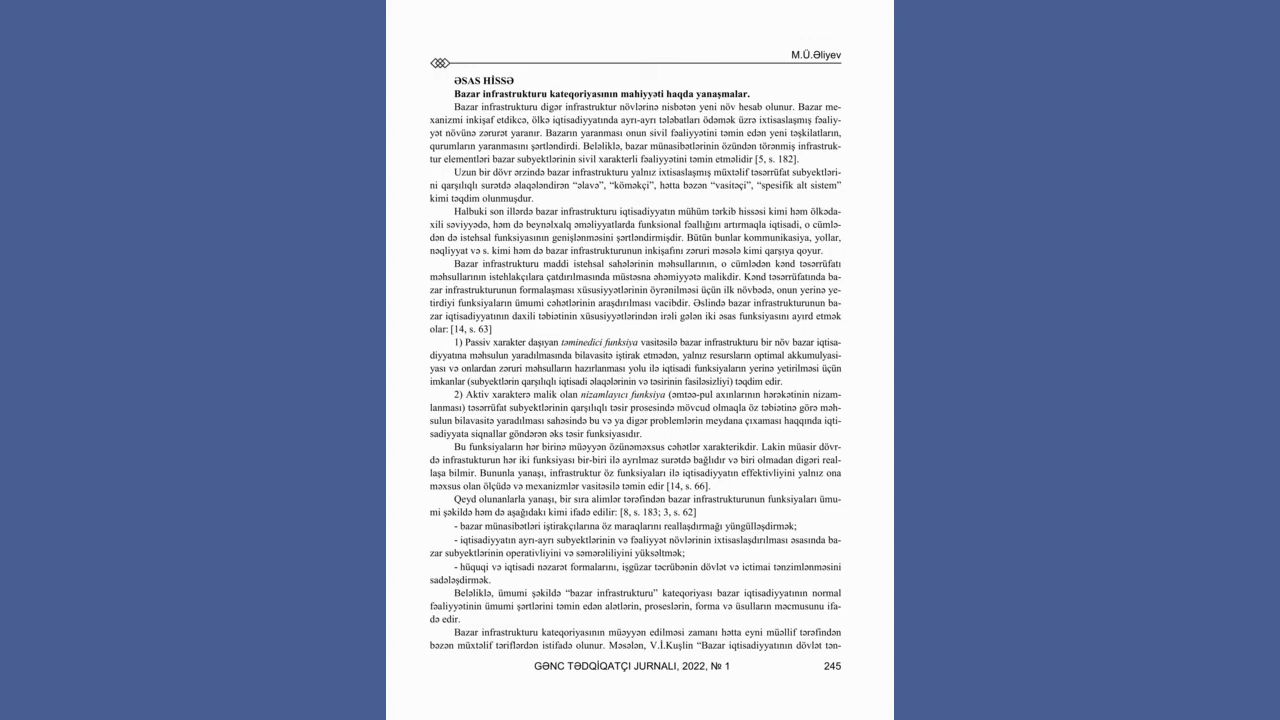 M.Ü.Əliyev
ƏSAS HİSSƏ
Bazar infrastrukturu kateqoriyasının mahiyyəti haqda yanaşmalar.
Bazar infrastrukturu digər infrastruktur növlərinə nisbətən yeni növ hesab olunur. Bazar me-
xanizmi inkişaf etdikcə, ölkə iqtisadiyyatında ayrı-ayrı tələbatları ödəmək üzrə ixtisaslaşmış fəaliy-
yət növünə zərurət yaranır. Bazarın yaranması onun sivil fəaliyyətini təmin edən yeni təşkilatların,
qurumların yaranmasını şərtləndirdi. Beləliklə, bazar münasibətlərinin özündən törənmiş infrastruk-
tur elementləri bazar subyektlərinin sivil xarakterli fəaliyyətini təmin etməlidir [5, s. 182].
Uzun bir dövr ərzində bazar infrastrukturu yalnız ixtisaslaşmış müxtəlif təsərrüfat subyektləri-
ni qarşılıqlı surətdə əlaqələndirən “əlavə”, “köməkçi”, hətta bəzən “vasitəçi”, “spesifik alt sistem”
kimi təqdim olunmuşdur.
Halbuki son illərdə bazar infrastrukturu iqtisadiyyatın mühüm tərkib hissəsi kimi həm ölkəda-
xili səviyyədə, həm də beynəlxalq əməliyyatlarda funksional fəallığını artırmaqla iqtisadi, o cümlə-
dən də istehsal funksiyasının genişlənməsini şərtləndirmişdir. Bütün bunlar kommunikasiya, yollar,
nəqliyyat və s. kimi həm də bazar infrastrukturunun inkişafını zəruri məsələ kimi qarşıya qoyur.
Bazar infrastrukturu maddi istehsal sahələrinin məhsullarının, o cümlədən kənd təsərrüfatı
məhsullarının istehlakçılara çatdırılmasında müstəsna əhəmiyyətə malikdir. Kənd təsərrüfatında ba-
zar infrastrukturunun formalaşması xüsusiyyətlərinin öyrənilməsi üçün ilk növbədə, onun yerinə ye-
tirdiyi funksiyaların ümumi cəhətlərinin araşdırılması vacibdir. Əslində bazar infrastrukturunun ba-
zar iqtisadiyyatının daxili təbiətinin xüsusiyyətlərindən irəli gələn iki əsas funksiyasını ayırd etmək
olar: [14, s. 63]
1) Passiv xarakter daşıyan təminedici funksiya vasitəsilə bazar infrastrukturu bir növ bazar iqtisa-
diyyatına məhsulun yaradılmasında bilavasitə iştirak etmədən, yalnız resursların optimal akkumulyasi-
yası və onlardan zəruri məhsulların hazırlanması yolu ilə iqtisadi funksiyaların yerinə yetirilməsi üçün
imkanlar (subyektlərin qarşılıqlı iqtisadi əlaqələrinin və təsirinin fasiləsizliyi) təqdim edir.
2) Aktiv xarakterə malik olan nizamlayıcı funksiya (əmtəə-pul axınlarının hərəkətinin nizam-
lanması) təsərrüfat subyektlərinin qarşılıqlı təsir prosesində mövcud olmaqla öz təbiətinə görə məh-
sulun bilavasitə yaradılması sahəsində bu və ya digər problemlərin meydana çıxaması haqqında iqti-
sadiyyata siqnallar göndərən əks təsir funksiyasıdır.
Bu funksiyaların hər birinə müəyyən özünəməxsus cəhətlər xarakterikdir. Lakin müasir dövr-
də infrastukturun hər iki funksiyası bir-biri ilə ayrılmaz surətdə bağlıdır və biri olmadan digəri real-
laşa bilmir. Bununla yanaşı, infrastruktur öz funksiyaları ilə iqtisadiyyatın effektivliyini yalnız ona
məxsus olan ölçüdə və mexanizmlər vasitəsilə təmin edir [14, s. 66].
Qeyd olunanlarla yanaşı, bir sıra alimlər tərəfindən bazar infrastrukturunun funksiyaları ümu-
mi şəkildə həm də aşağıdakı kimi ifadə edilir: [8, s. 183; 3, s. 62]
- bazar münasibətləri iştirakçılarına öz maraqlarını reallaşdırmağı yüngülləşdirmək;
- iqtisadiyyatın ayrı-ayrı subyektlərinin və fəaliyyət növlərinin ixtisaslaşdırılması əsasında ba-
zar subyektlərinin operativliyini və səmərəliliyini yüksəltmək;
- hüquqi və iqtisadi nəzarət formalarını, işgüzar təcrübənin dövlət və ictimai tənzimlənməsini
sadələşdirmək.
Beləliklə, ümumi şəkildə “bazar infrastrukturu” kateqoriyası bazar iqtisadiyyatının normal
fəaliyyətinin ümumi şərtlərini təmin edən alətlərin, proseslərin, forma və üsulların məcmusunu ifa-
də edir.
Bazar infrastrukturu kateqoriyasının müəyyən edilməsi zamanı hətta eyni müəllif tərəfindən
bəzən müxtəlif təriflərdən istifadə olunur. Məsələn, V.İ.Kuşlin “Bazar iqtisadiyyatının dövlət tən-
GƏNC TƏDQİQATÇI JURNALI, 2022, № 1 245